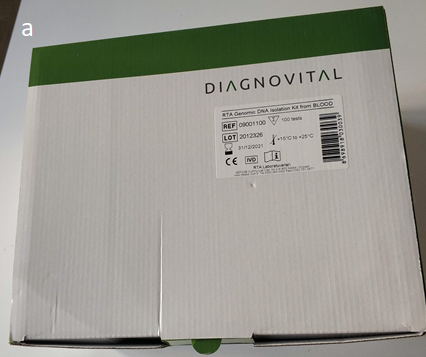 a
DIAGNOVITAL
RTA Genomic DNA Isolation Kit from BLOOD
REF 09001100 100 tests
LOT 2012326
31/12/2021 +15°C to +25°C
CE IVD i
RTA Laboratuvarları